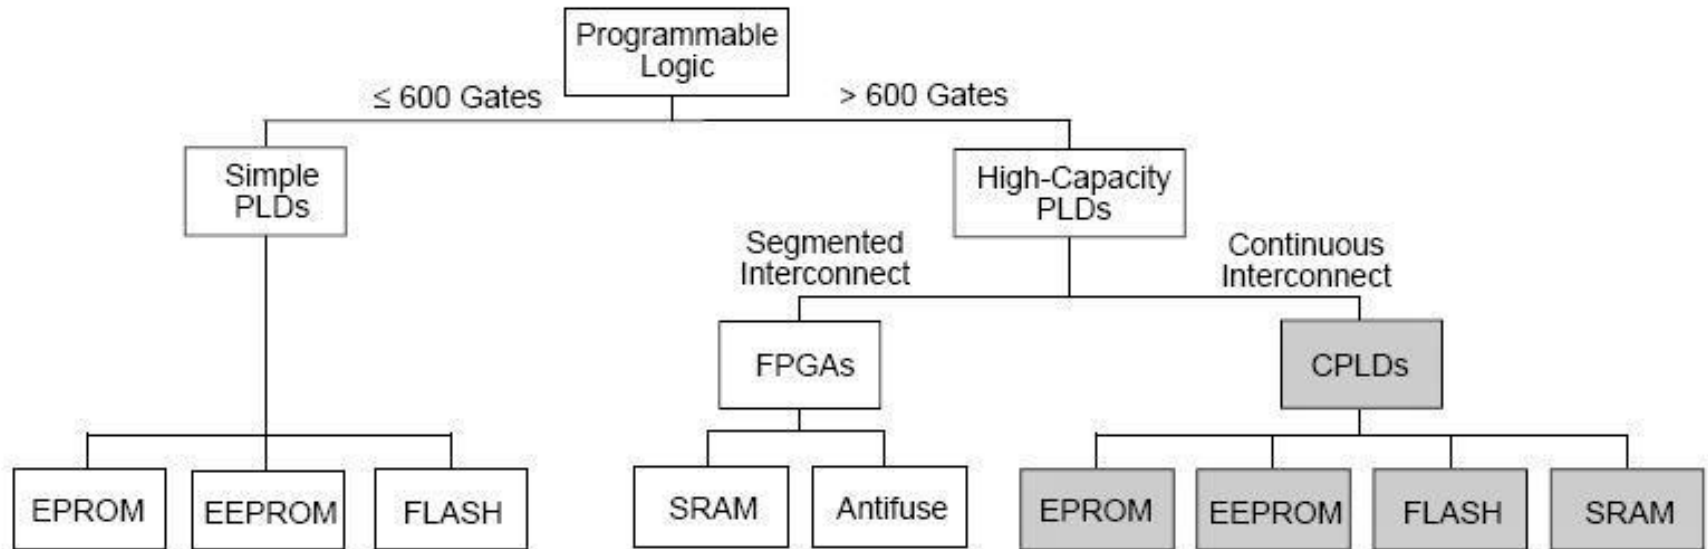 Programmable
Logic
≤ 600 Gates
> 600 Gates
Simple
PLDs
High-Capacity
PLDs
Segmented
Interconnect
Continuous
Interconnect
FPGAs
CPLDs
EPROM
EEPROM
FLASH
SRAM
Antifuse
EPROM
EEPROM
FLASH
SRAM